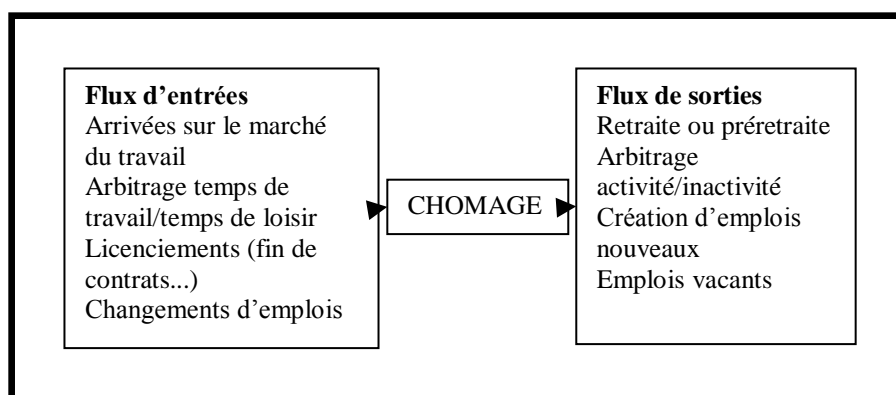 Flux d’entrées
Arrivées sur le marché
du travail
Arbitrage temps de
travail/temps de loisir
Licenciements (fin de
contrats...)
Changements d’emplois
CHOMAGE
Flux de sorties
Retraite ou préretraite
Arbitrage
activité/inactivité
Création d’emplois
nouveaux
Emplois vacants